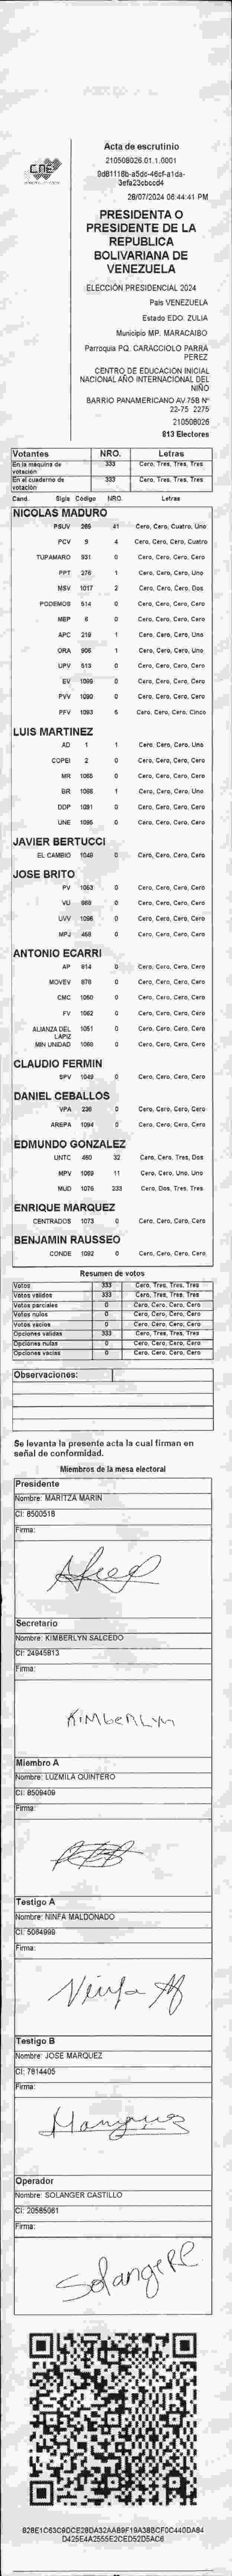 CNE
Acta de escrutinio
210508026.01.1.0001
28/07/2024 06:44:41 PM
PRESIDENTA O
PRESIDENTE DE LA
REPUBLICA
BOLIVARIANA DE
VENEZUELA
ELECCIÓN PRESIDENCIAL 2024
País VENEZUELA
Estado EDO. ZULIA
Municipio MP. MARACAIBO
Parroquia PQ. CARACCIOLO PARRA
PEREZ
CENTRO DE EDUCACIÓN INICIAL
NACIONAL AÑO INTERNACIONAL DEL
NIÑO
BARRIO PANAMERICANO AV.75B N°
22-75 2275
210508026
813 Electores
Votantes NRO. Letras
En la máquina de votación 333 Cero, Tres, Tres, Tres
En el cuaderno de votación 333 Cero, Tres, Tres, Tres
Cand. Sigla Código NRO. Letras
NICOLAS MADURO
PSUV 265 41 Cero, Cero, Cuatro, Uno
PCV 9 4 Cero, Cero, Cero, Cuatro
TUPAMARO 931 0 Cero, Cero, Cero, Cero
PPT 276 1 Cero, Cero, Cero, Uno
MSV 1017 2 Cero, Cero, Cero, Dos
PODEMOS 514 0 Cero, Cero, Cero, Cero
MEP 6 0 Cero, Cero, Cero, Cero
APC 219 1 Cero, Cero, Cero, Uno
ORA 906 1 Cero, Cero, Cero, Uno
UPV 513 0 Cero, Cero, Cero, Cero
EV 1099 0 Cero, Cero, Cero, Cero
PVV 1090 0 Cero, Cero, Cero, Cero
PFV 1093 5 Cero, Cero, Cero, Cinco
LUIS MARTINEZ
AD 1 1 Cero, Cero, Cero, Uno
COPEI 2 0 Cero, Cero, Cero, Cero
MR 1065 0 Cero, Cero, Cero, Cero
BR 1098 1 Cero, Cero, Cero, Uno
DDP 1091 0 Cero, Cero, Cero, Cero
UNE 1095 0 Cero, Cero, Cero, Cero
JAVIER BERTUCCI
EL CAMBIO 1048 0 Cero, Cero, Cero, Cero
JOSE BRITO
PV 1053 0 Cero, Cero, Cero, Cero
VU 989 0 Cero, Cero, Cero, Cero
UVV 1096 0 Cero, Cero, Cero, Cero
MPJ 458 0 Cero, Cero, Cero, Cero
ANTONIO ECARRI
AP 814 0 Cero, Cero, Cero, Cero
MOVEV 876 0 Cero, Cero, Cero, Cero
CMC 1050 0 Cero, Cero, Cero, Cero
FV 1062 0 Cero, Cero, Cero, Cero
ALIANZA DEL LAPIZ 1051 0 Cero, Cero, Cero, Cero
MIN UNIDAD 1066 0 Cero, Cero, Cero, Cero
CLAUDIO FERMIN
SPV 1049 0 Cero, Cero, Cero, Cero
DANIEL CEBALLOS
VPA 230 0 Cero, Cero, Cero, Cero
AREPA 1094 0 Cero, Cero, Cero, Cero
EDMUNDO GONZALEZ
UNTC 460 32 Cero, Cero, Tres, Dos
MPV 1069 11 Cero, Cero, Uno, Uno
MUD 1076 233 Cero, Dos, Tres, Tres
ENRIQUE MARQUEZ
CENTRADOS 1073 0 Cero, Cero, Cero, Cero
BENJAMIN RAUSSEO
CONDE 1092 0 Cero, Cero, Cero, Cero
Resumen de votos
Votos 333 Cero, Tres, Tres, Tres
Votos válidos 333 Cero, Tres, Tres, Tres
Votos parciales 0 Cero, Cero, Cero, Cero
Votos nulos 0 Cero, Cero, Cero, Cero
Votos vacíos 0 Cero, Cero, Cero, Cero
Opciones válidas 333 Cero, Tres, Tres, Tres
Opciones nulas 0 Cero, Cero, Cero, Cero
Opciones vacías 0 Cero, Cero, Cero, Cero
Observaciones:
Se levanta la presente acta la cual firman en
señal de conformidad.
Miembros de la mesa electoral
Presidente
Nombre: MARITZA MARIN
CI: 8500518
Firma:
Secretario
Nombre: KIMBERLYN SALCEDO
CI: 24945813
Firma:
KIMBERLYN
Miembro A
Nombre: LUZMILA QUINTERO
CI: 8509409
Firma:
Testigo A
Nombre: NINFA MALDONADO
CI: 5064999
Firma:
Ninfa M
Testigo B
Nombre: JOSE MARQUEZ
CI: 7814405
Firma:
Marquez
Operador
Nombre: SOLANGER CASTILLO
CI: 20585081
Firma:
SolangeRC